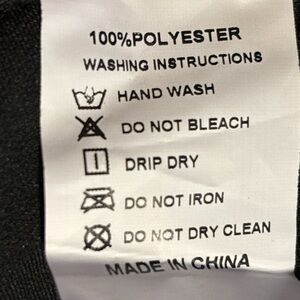 100%POLYESTER
WASHING INSTRUCTIONS
HAND WASH
DO NOT BLEACH
DRIP DRY
DO NOT IRON
DO NOT DRY CLEAN
MADE IN CHINA